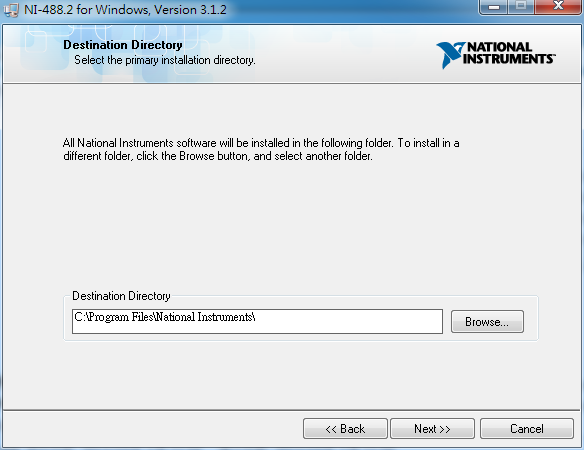 NI-488.2 for Windows, Version 3.1.2
Destination Directory
Select the primary installation directory.
NATIONAL
INSTRUMENTS™
All National Instruments software will be installed in the following folder. To install in a
different folder, click the Browse button, and select another folder.
Destination Directory
C:\Program Files\National Instruments\
Browse...
<< Back
Next >>
Cancel